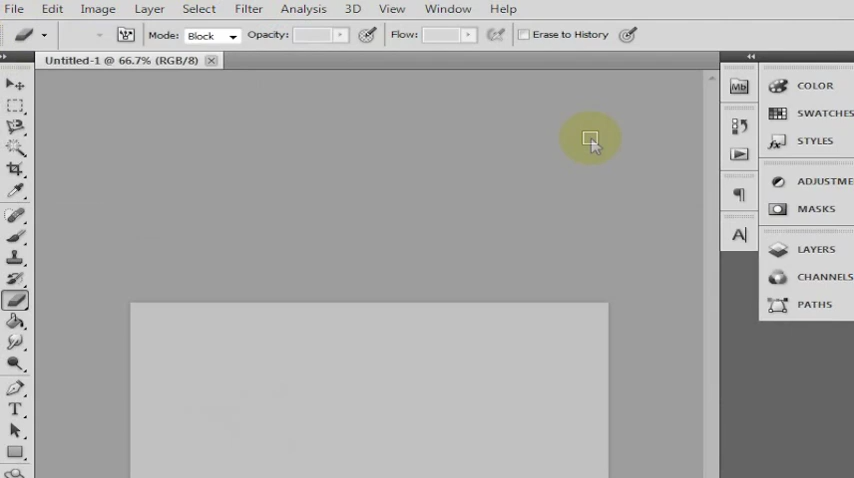 File Edit Image Layer Select Filter Analysis 3D View Window Help
Mode: Block Opacity: Flow: Erase to History
Untitled-1 @ 66.7% (RGB/8)
Mb COLOR
SWATCHES
STYLES
ADJUSTME
MASKS
LAYERS
CHANNELS
PATHS